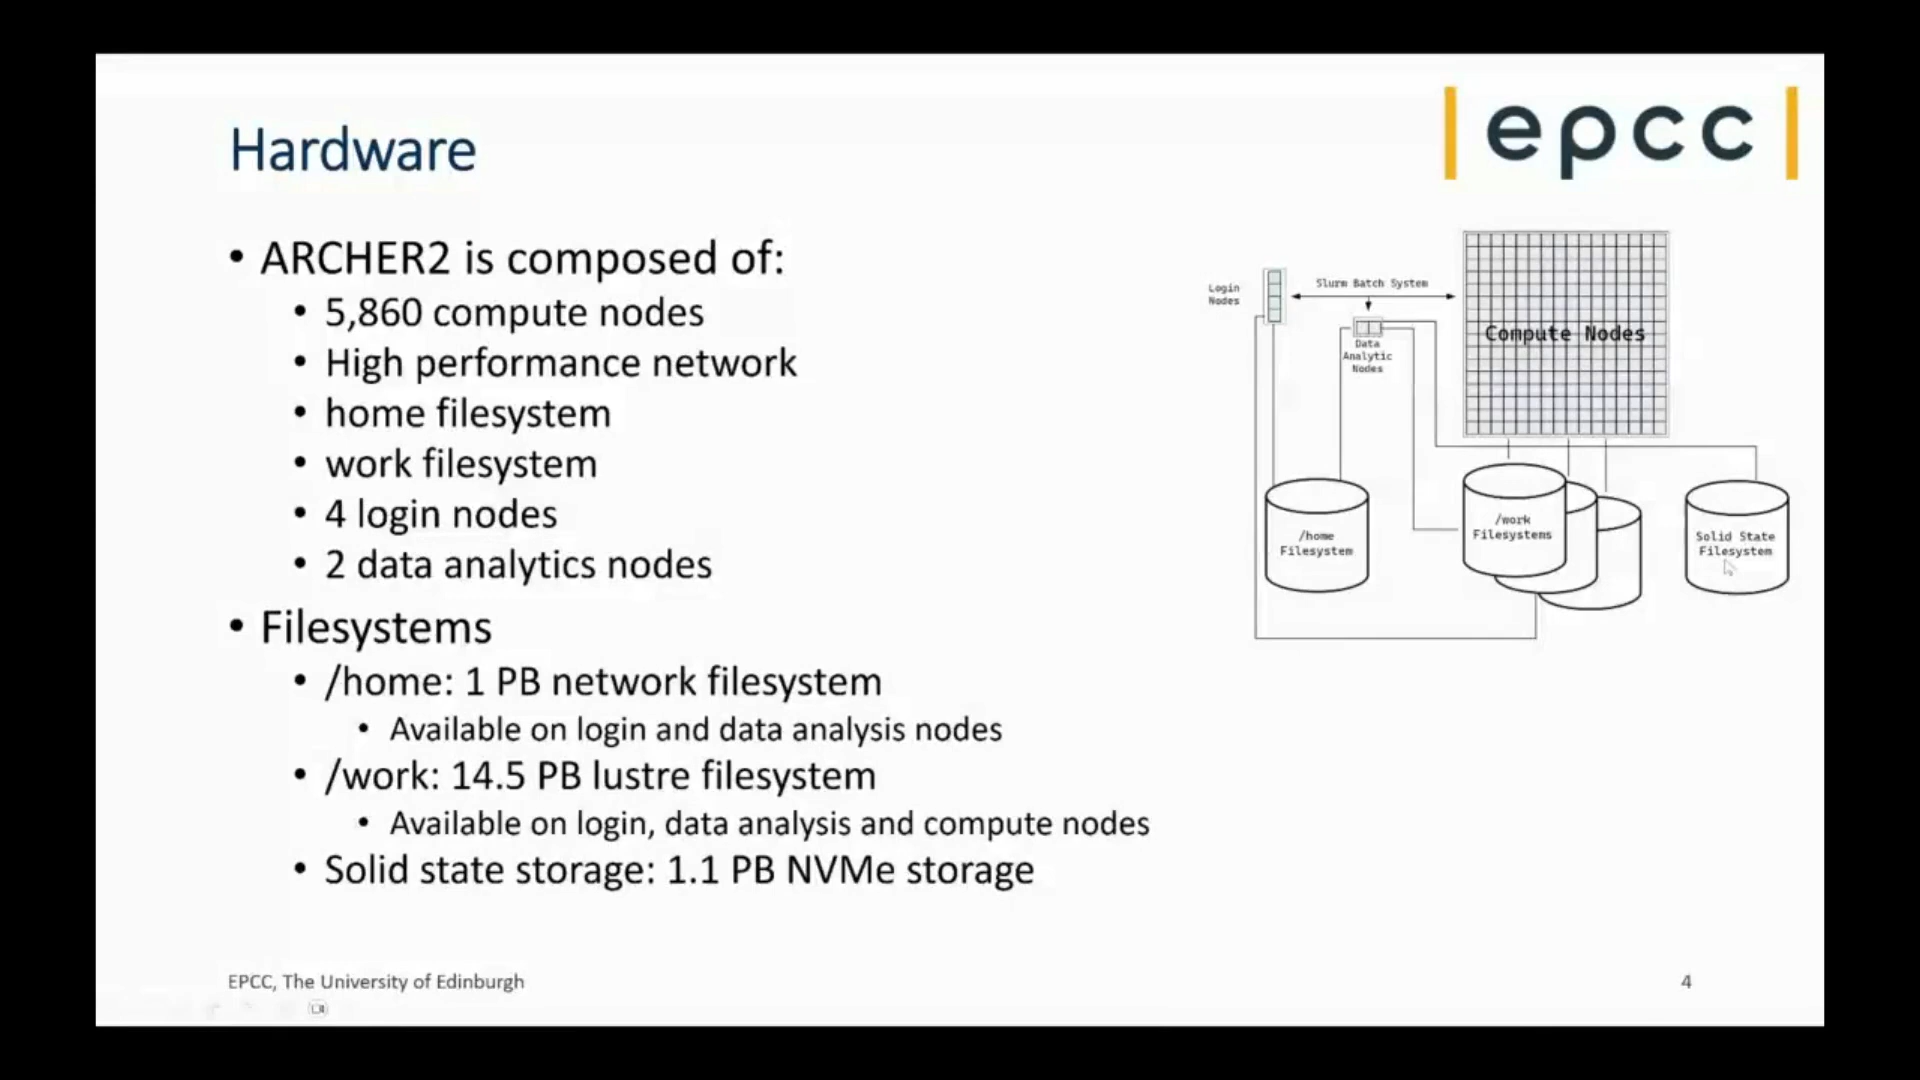 Hardware
| epcc |
• ARCHER2 is composed of:
• 5,860 compute nodes
• High performance network
• home filesystem
• work filesystem
• 4 login nodes
• 2 data analytics nodes
• Filesystems
• /home: 1 PB network filesystem
• Available on login and data analysis nodes
• /work: 14.5 PB lustre filesystem
• Available on login, data analysis and compute nodes
• Solid state storage: 1.1 PB NVMe storage
Login
Nodes
Slurm Batch System
Data
Analytic
Nodes
Compute Nodes
/home
Filesystem
/work
Filesystems
Solid State
Filesystem
EPCC, The University of Edinburgh
4